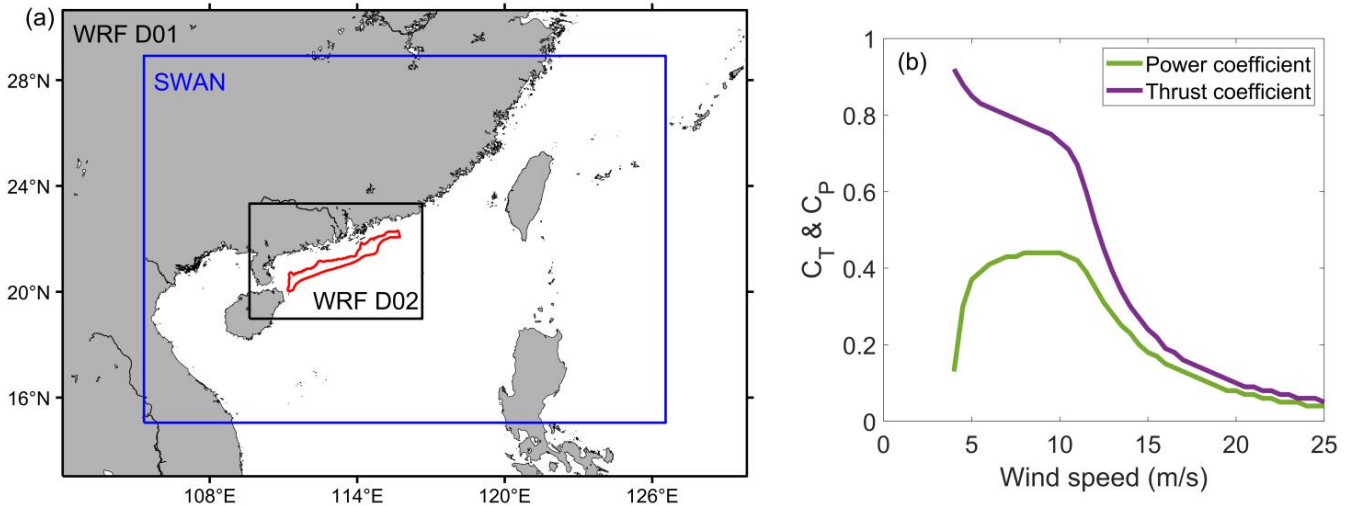 (a)
WRF D01
SWAN
WRF D02
28°N
24°N
20°N
16°N
108°E
114°E
120°E
126°E
(b)
Power coefficient
Thrust coefficient
C_T & C_P
1
0.8
0.6
0.4
0.2
0
0
5
10
15
20
25
Wind speed (m/s)